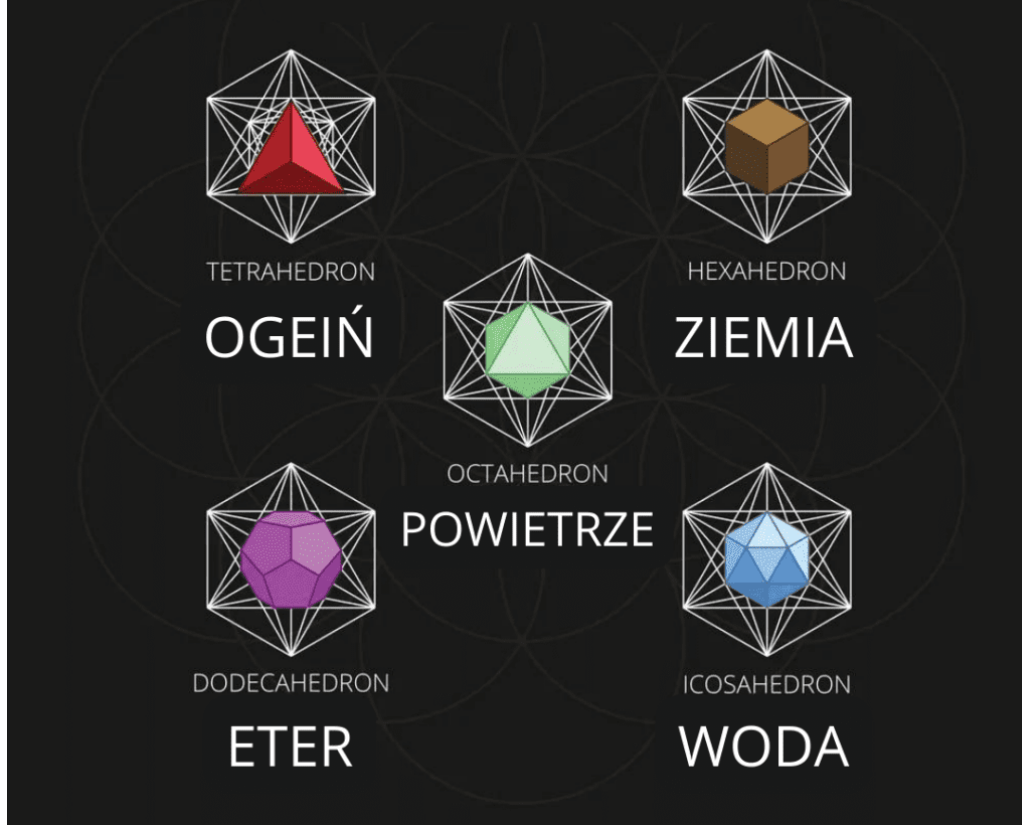 TETRAHEDRON
OGEIŃ
HEXAHEDRON
ZIEMIA
OCTAHEDRON
POWIETRZE
DODECAHEDRON
ETER
ICOSAHEDRON
WODA